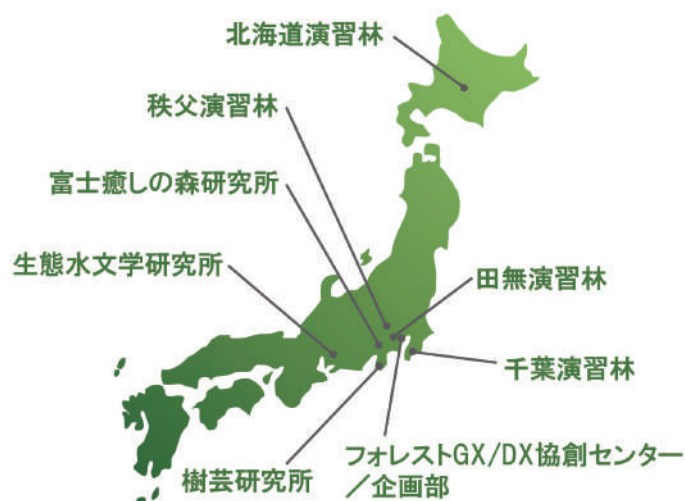 北海道演習林
秩父演習林
富士癒しの森研究所
生態水文学研究所
田無演習林
千葉演習林
フォレストGX/DX協創センター
／企画部
樹芸研究所